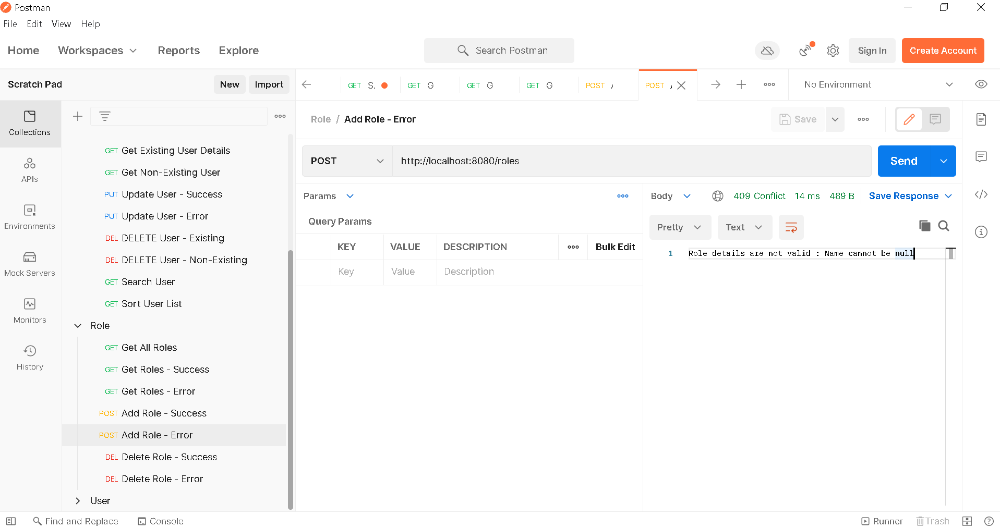 Postman
File Edit View Help
Home Workspaces Reports Explore Search Postman Sign In Create Account
Scratch Pad New Import GET S. GET G GET G GET G POST POST No Environment
Collections
APIs
Environments
Mock Servers
Monitors
History
GET Get Existing User Details
GET Get Non-Existing User
PUT Update User - Success
PUT Update User - Error
DEL DELETE User - Existing
DEL DELETE User - Non-Existing
GET Search User
GET Sort User List
Role
GET Get All Roles
GET Get Roles - Success
GET Get Roles - Error
POST Add Role - Success
POST Add Role - Error
DEL Delete Role - Success
DEL Delete Role - Error
User
Role / Add Role - Error Save
POST http://localhost:8080/roles Send
Params
Query Params
KEY VALUE DESCRIPTION Bulk Edit
Key Value Description
Body 409 Conflict 14 ms 489 B Save Response
Pretty Text
1 Role details are not valid : Name cannot be null
Find and Replace Console Runner Trash